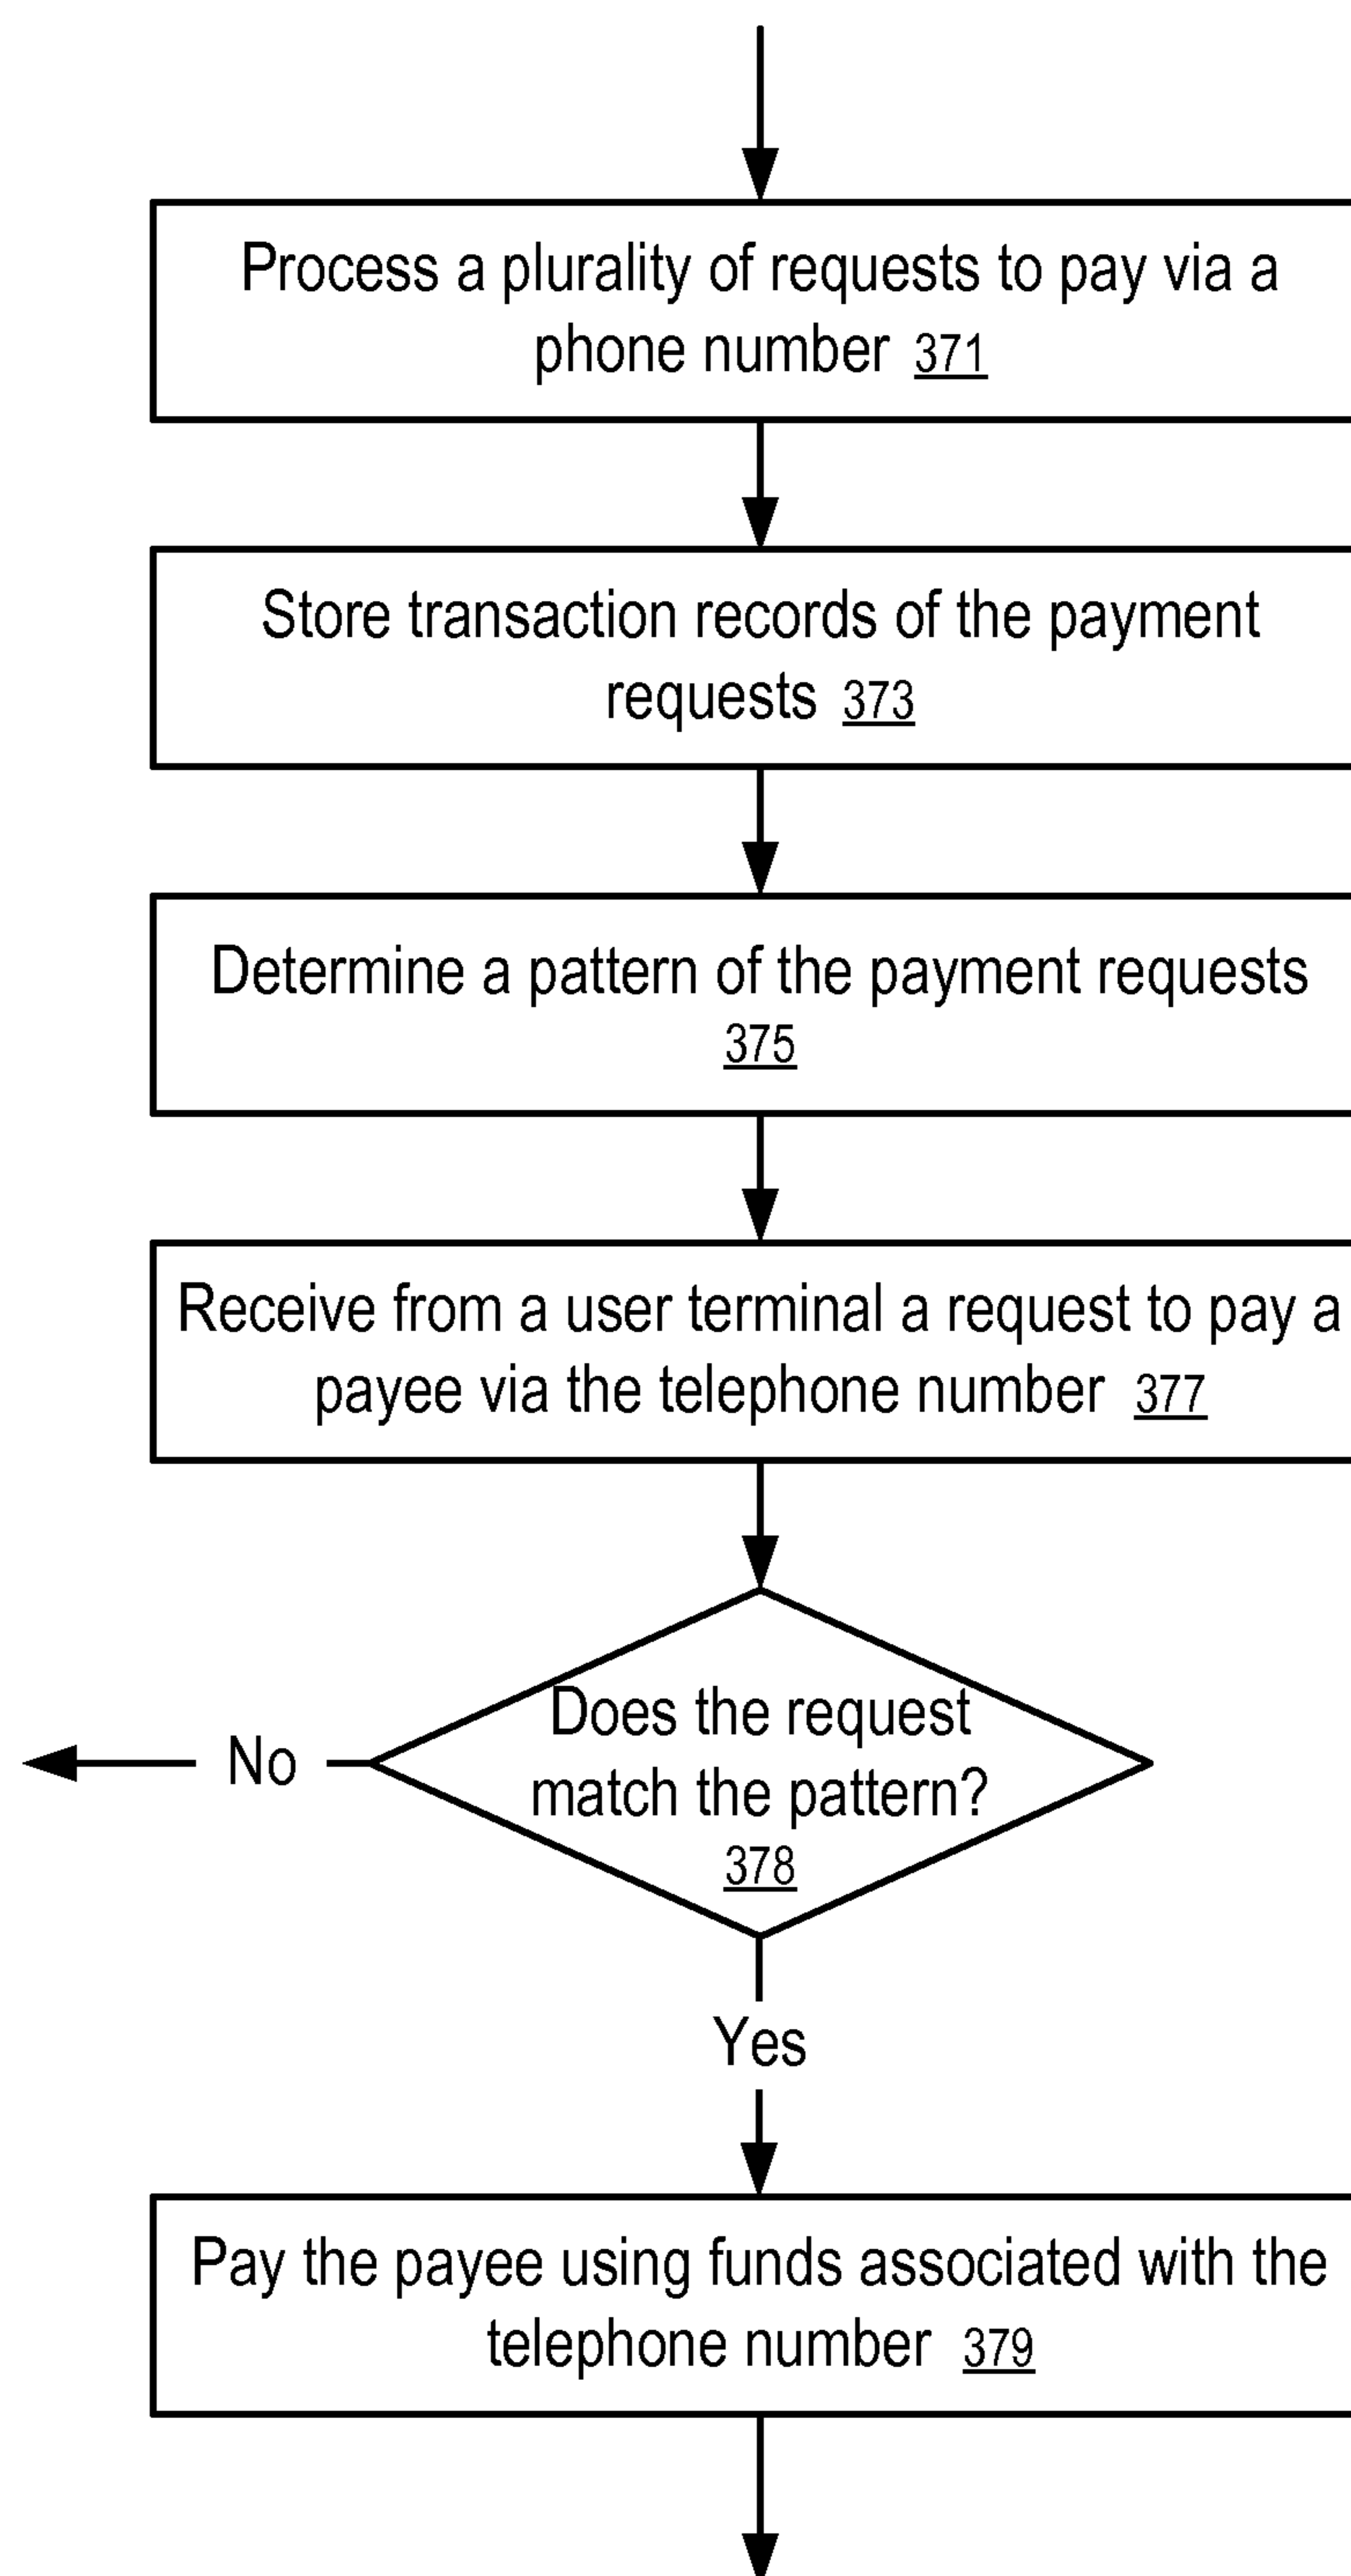 Process a plurality of requests to pay via a
phone number 371
Store transaction records of the payment
requests 373
Determine a pattern of the payment requests
375
Receive from a user terminal a request to pay a
payee via the telephone number 377
Does the request
match the pattern?
378
No
Yes
Pay the payee using funds associated with the
telephone number 379